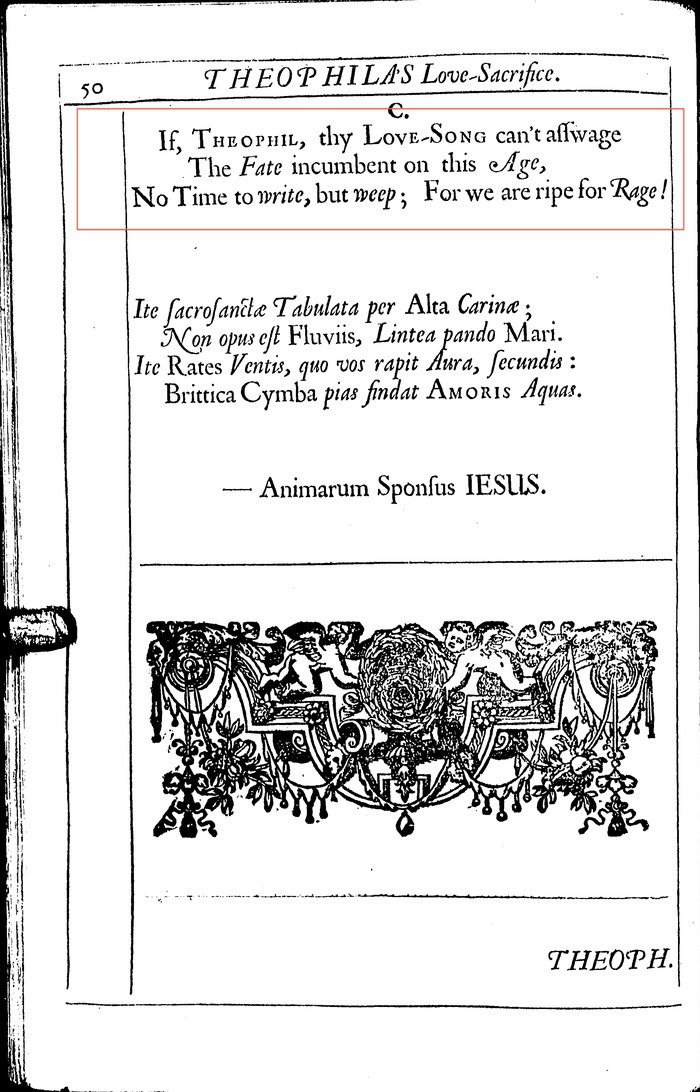 50
THEOPHILA'S Love-Sacrifice.
C.
If, THEOPHIL, thy LOVE-SONG can't aſſwage
The Fate incumbent on this Age,
No Time to write, but weep; For we are ripe for Rage!
Ite ſacroſanctæ Tabulata per Alta Carinæ;
Non opus eſt Fluviis, Lintea pando Mari.
Ite Rates Ventis, quo vos rapit Aura, ſecundis:
Brittica Cymba pias findat AMORIS Aquas.
— Animarum Sponſus IESUS.
THEOPH.